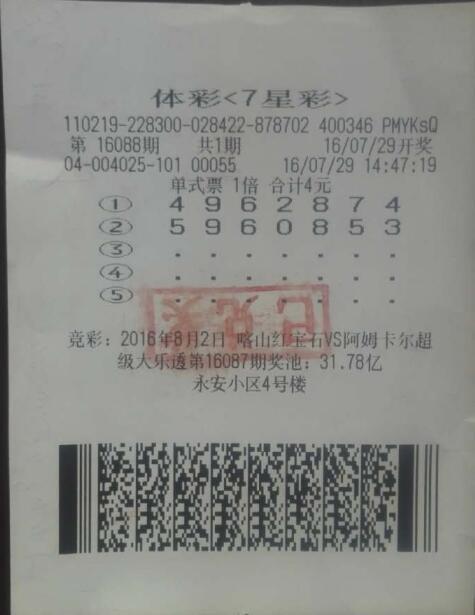 体彩<7星彩>
110219-228300-028422-878702 400346 PMYKsQ
第 16088期 共1期 16/07/29开奖
04-004025-101 00055 16/07/29 14:47:19
单式票 1倍 合计4元
① 4 9 6 2 8 7 4
② 5 9 6 0 8 5 3
③ . . . . . . .
④ . . . . . . .
⑤ . . . . . . .
已兑奖
竞彩：2016年8月2日 喀山红宝石VS阿姆卡尔超
级大乐透第16087期奖池：31.78亿
永安小区4号楼